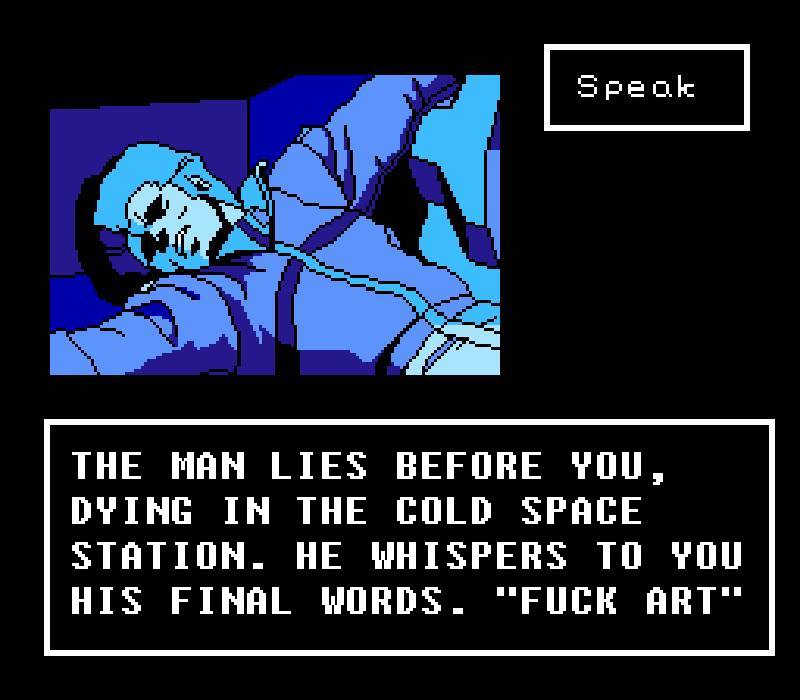 Speak
THE MAN LIES BEFORE YOU,
DYING IN THE COLD SPACE
STATION. HE WHISPERS TO YOU
HIS FINAL WORDS. "FUCK ART"